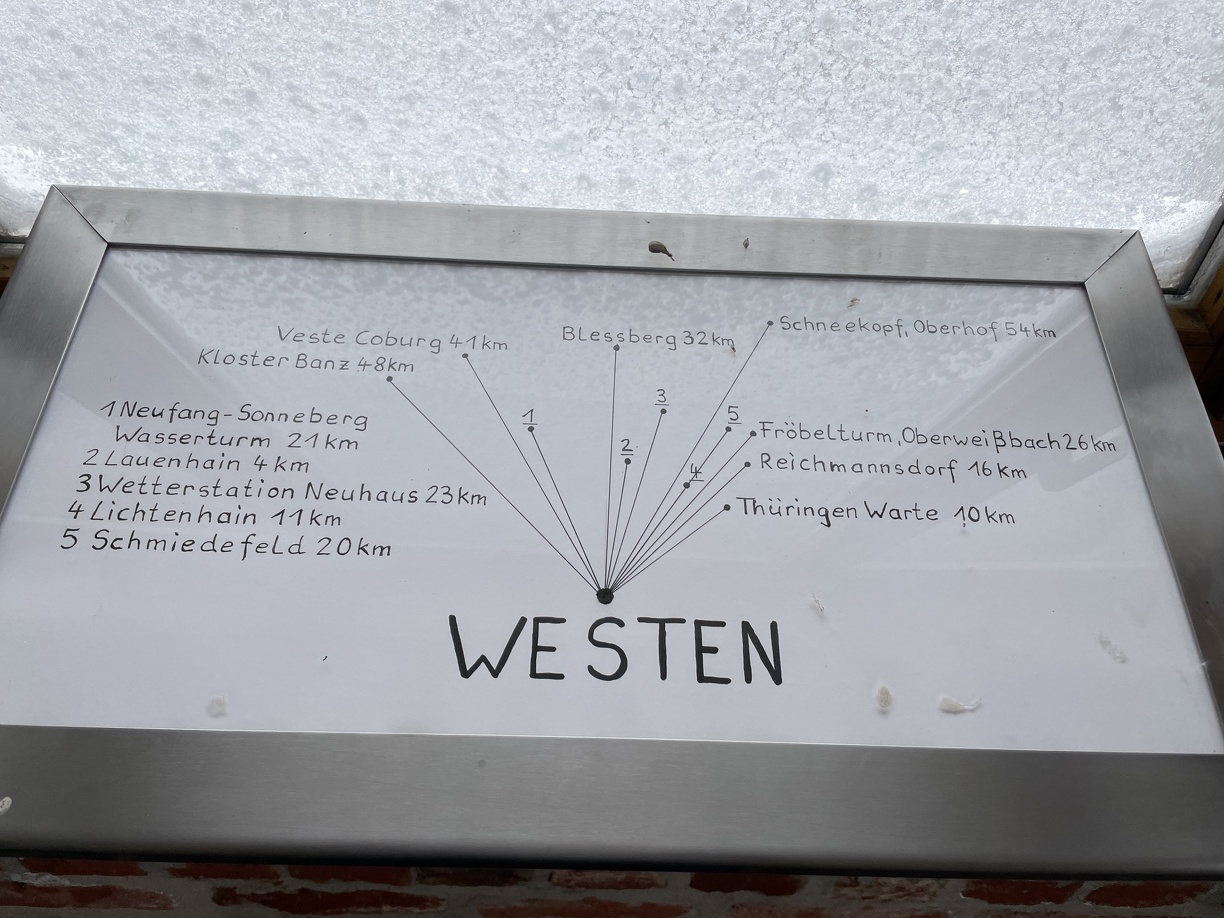 Veste Coburg 41km
Kloster Banz 48km
Blessberg 32km
Schneekopf, Oberhof 54km
1 Neufang-Sonneberg
Wasserturm 21km
2 Lauenhain 4km
3 Wetterstation Neuhaus 23km
4 Lichtenhain 11km
5 Schmiedefeld 20km
1
2
3
4
5
Fröbelturm, Oberweißbach 26km
Reichmannsdorf 16km
Thüringen Warte 10km
WESTEN